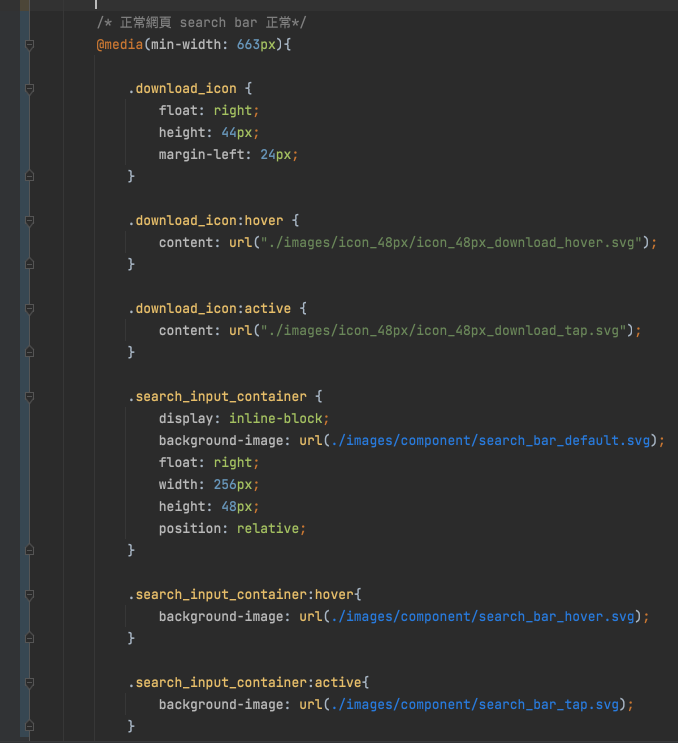 /* 正常網頁 search bar 正常*/
@media(min-width: 663px){
.download_icon {
float: right;
height: 44px;
margin-left: 24px;
}
.download_icon:hover {
content: url("./images/icon_48px/icon_48px_download_hover.svg");
}
.download_icon:active {
content: url("./images/icon_48px/icon_48px_download_tap.svg");
}
.search_input_container {
display: inline-block;
background-image: url(./images/component/search_bar_default.svg);
float: right;
width: 256px;
height: 48px;
position: relative;
}
.search_input_container:hover{
background-image: url(./images/component/search_bar_hover.svg);
}
.search_input_container:active{
background-image: url(./images/component/search_bar_tap.svg);
}